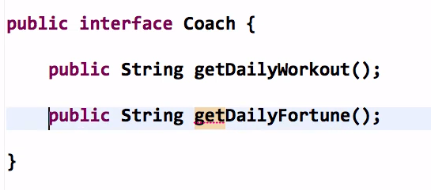 public interface Coach {
public String getDailyWorkout();
public String getDailyFortune();
}